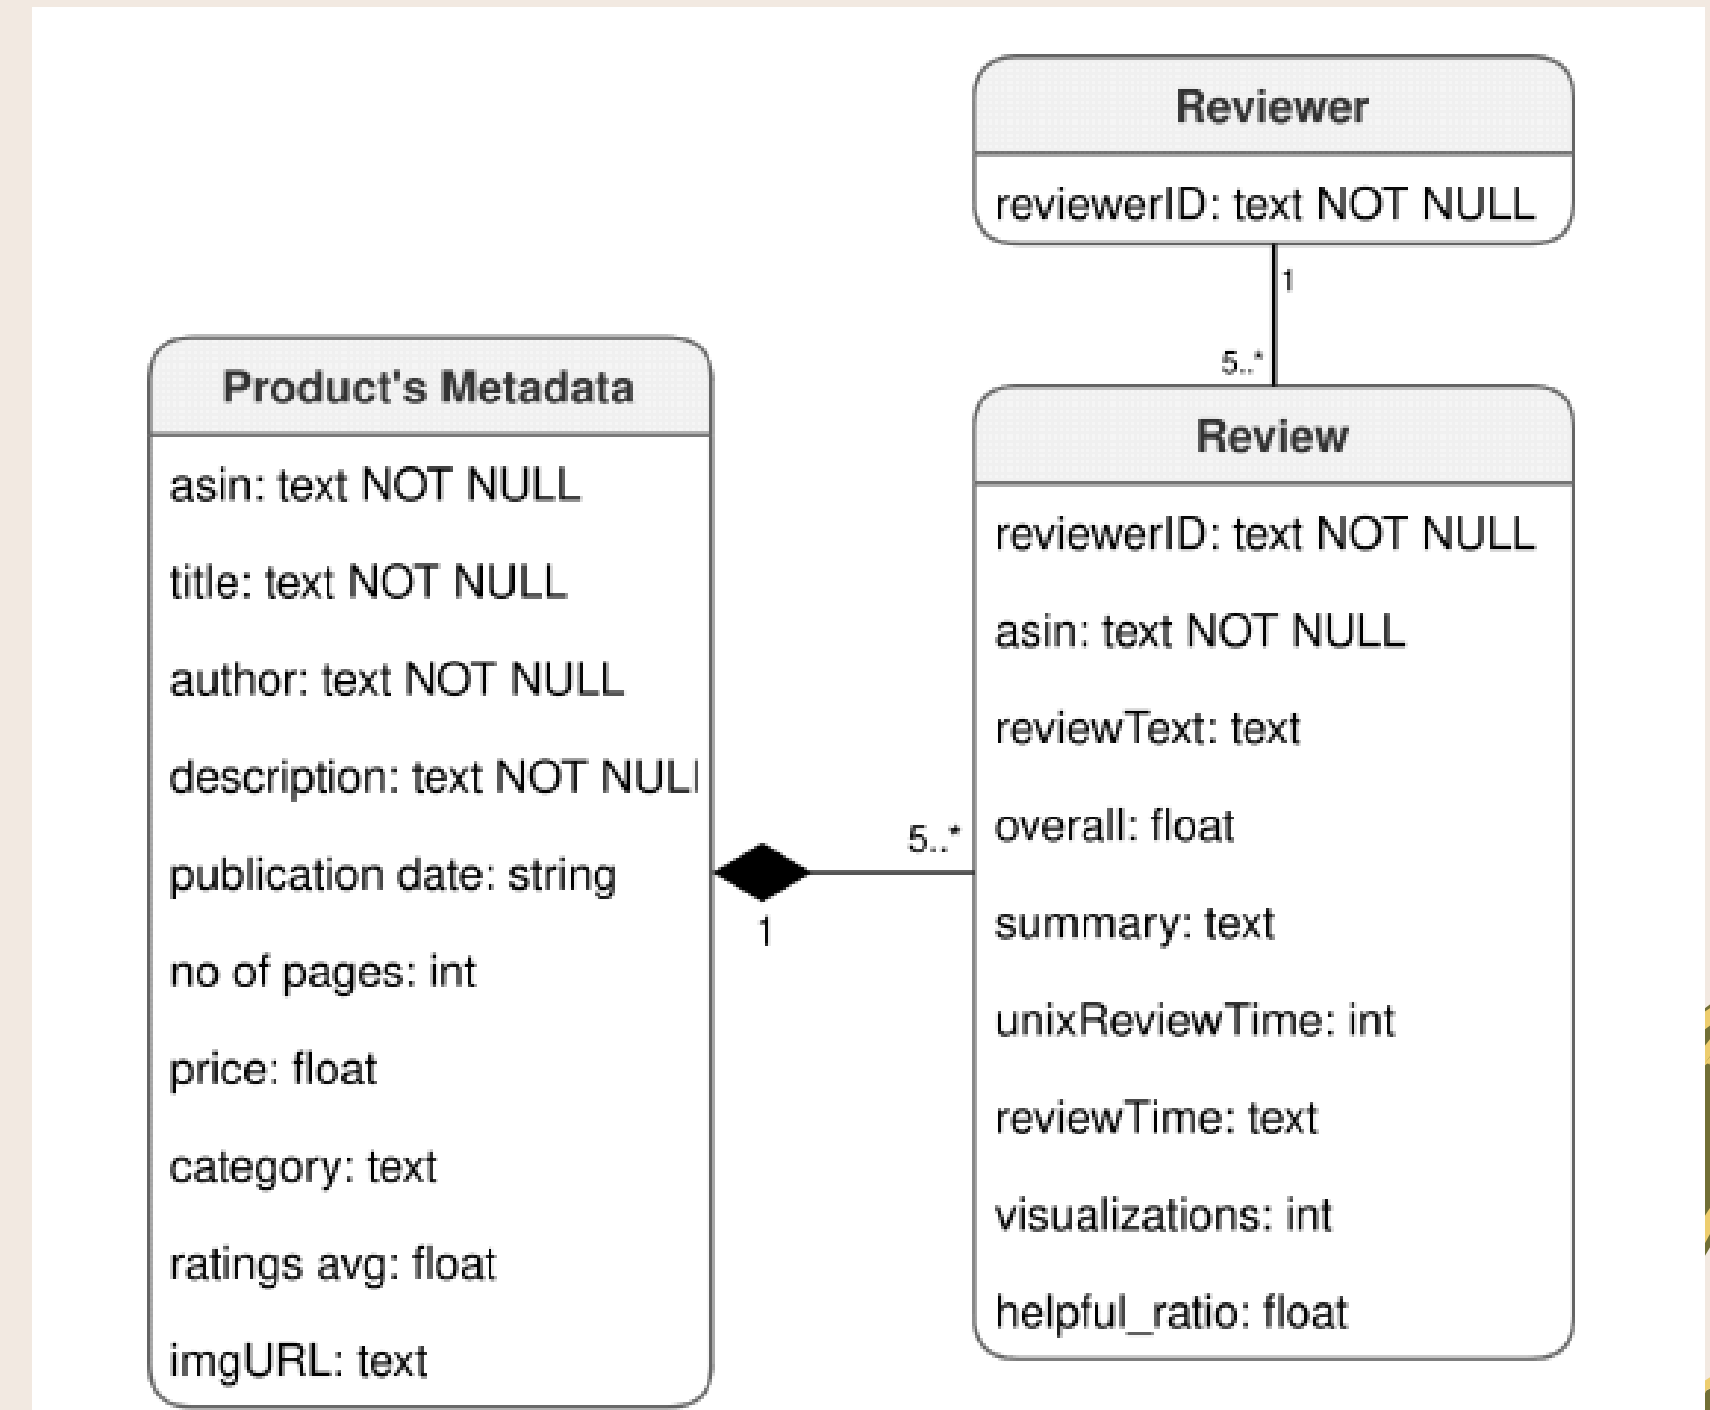 Reviewer
reviewerID: text NOT NULL
1
5..*
Product's Metadata
asin: text NOT NULL
title: text NOT NULL
author: text NOT NULL
description: text NOT NUL
publication date: string
no of pages: int
price: float
category: text
ratings avg: float
imgURL: text
5..*
1
Review
reviewerID: text NOT NULL
asin: text NOT NULL
reviewText: text
overall: float
summary: text
unixReviewTime: int
reviewTime: text
visualizations: int
helpful_ratio: float